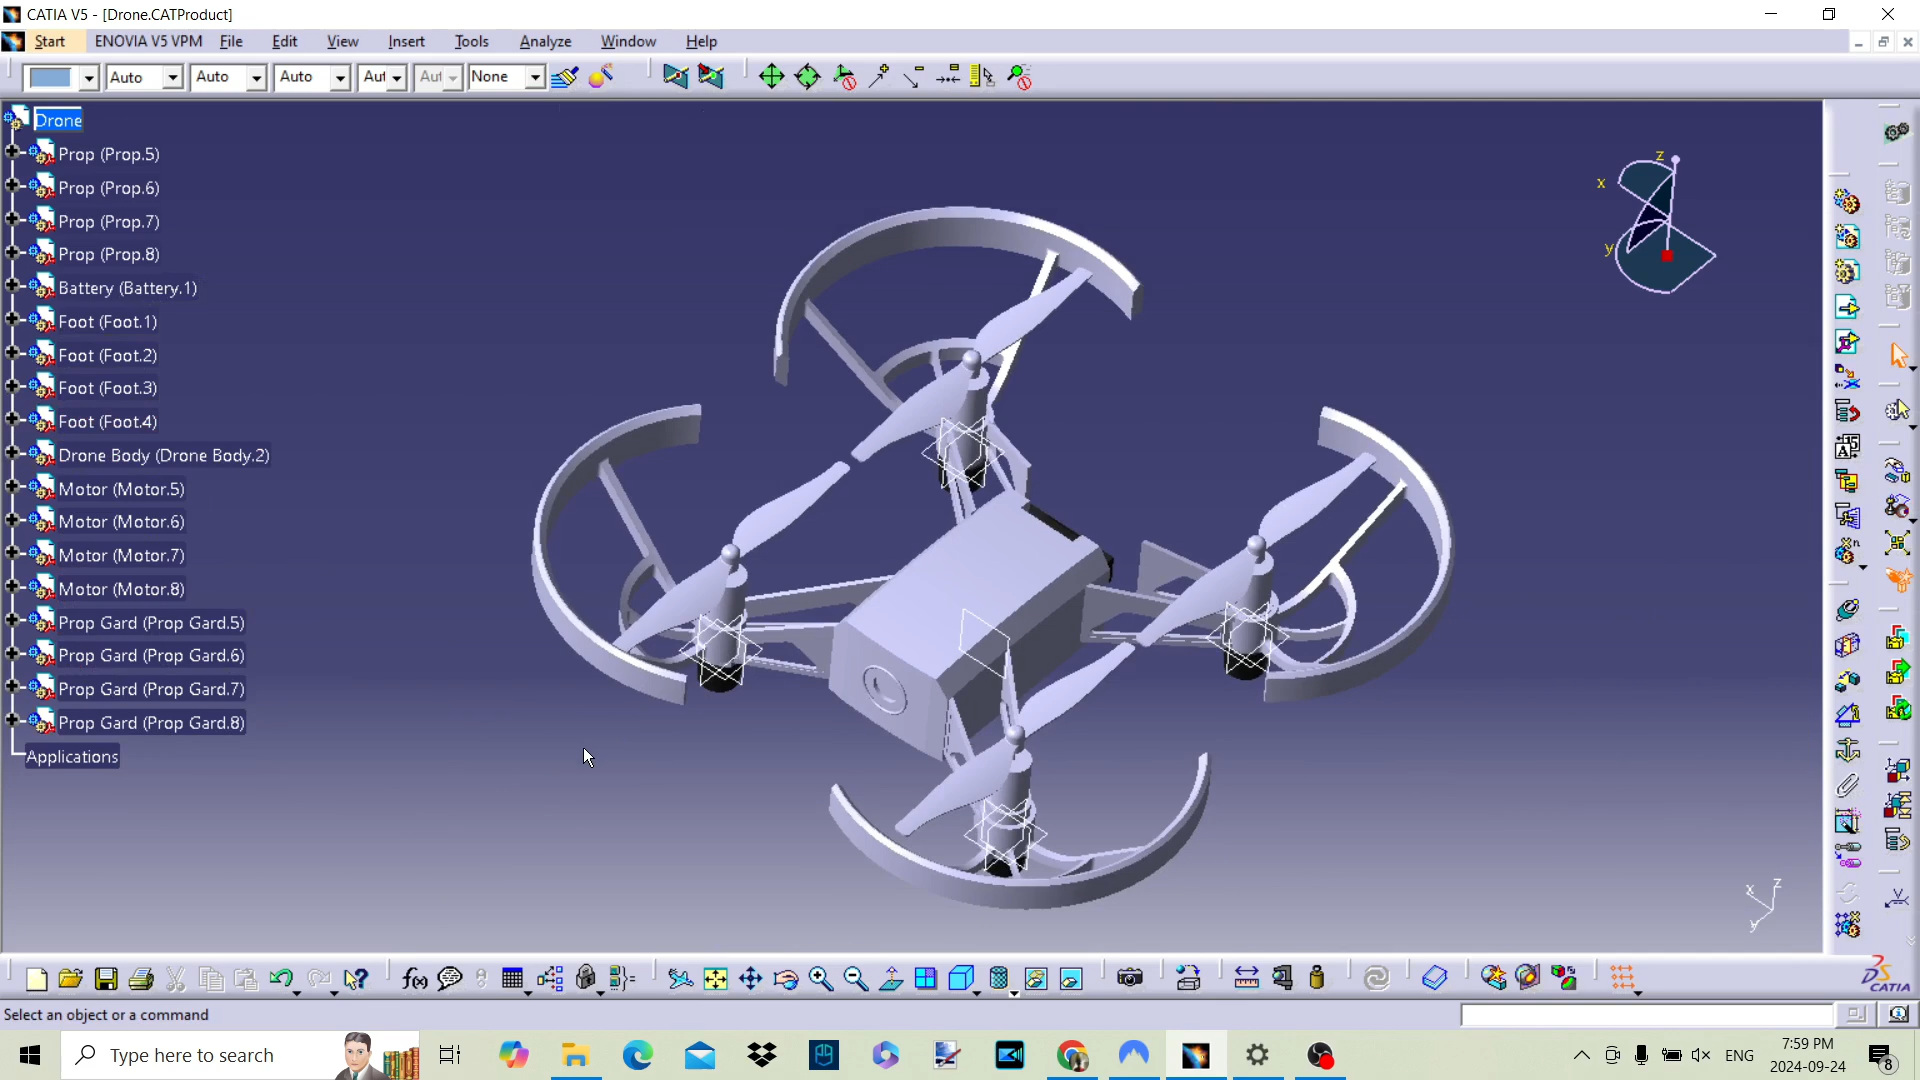 CATIA V5 - [Drone.CATProduct]
Start ENOVIA V5 VPM File Edit View Insert Tools Analyze Window Help
Auto Auto Auto Aut Aut None
Drone
Prop (Prop.5)
Prop (Prop.6)
Prop (Prop.7)
Prop (Prop.8)
Battery (Battery.1)
Foot (Foot.1)
Foot (Foot.2)
Foot (Foot.3)
Foot (Foot.4)
Drone Body (Drone Body.2)
Motor (Motor.5)
Motor (Motor.6)
Motor (Motor.7)
Motor (Motor.8)
Prop Gard (Prop Gard.5)
Prop Gard (Prop Gard.6)
Prop Gard (Prop Gard.7)
Prop Gard (Prop Gard.8)
Applications
z
x
y
x z
y
f(x)
CATIA
Select an object or a command
Type here to search
ENG
7:59 PM
2024-09-24
8